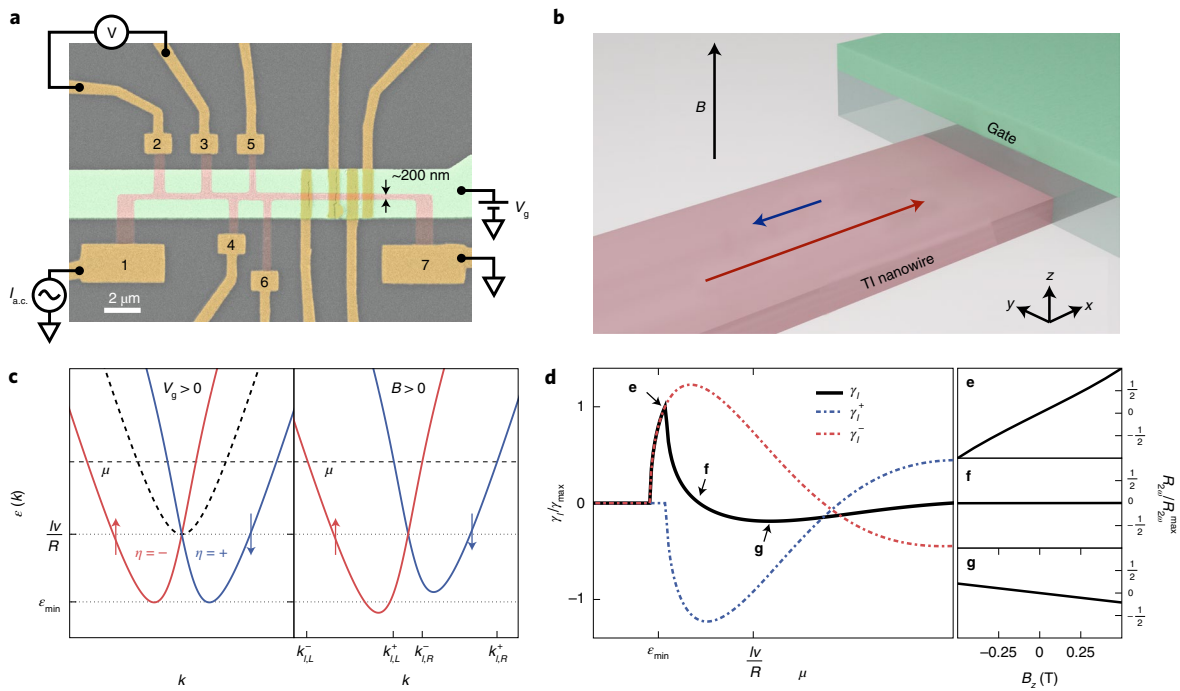 a
V
2
3
5
~200 nm
V_g
4
6
1
7
I_a.c.
2 μm
b
B
Gate
TI nanowire
z
y
x
c
V_g > 0
B > 0
μ
μ
ε (k)
lv/R
η = –
η = +
ε_min
k⁻_l,L
k⁺_l,L
k⁻_l,R
k⁺_l,R
k
k
d
e
γ_l
γ_l⁺
γ_l⁻
1
f
γ_l/γ_max
0
g
–1
ε_min
lv/R
μ
e
1/2
0
–1/2
f
1/2
0
–1/2
g
1/2
0
–1/2
R_2ω/R_2ω^max
–0.25
0
0.25
B_z (T)